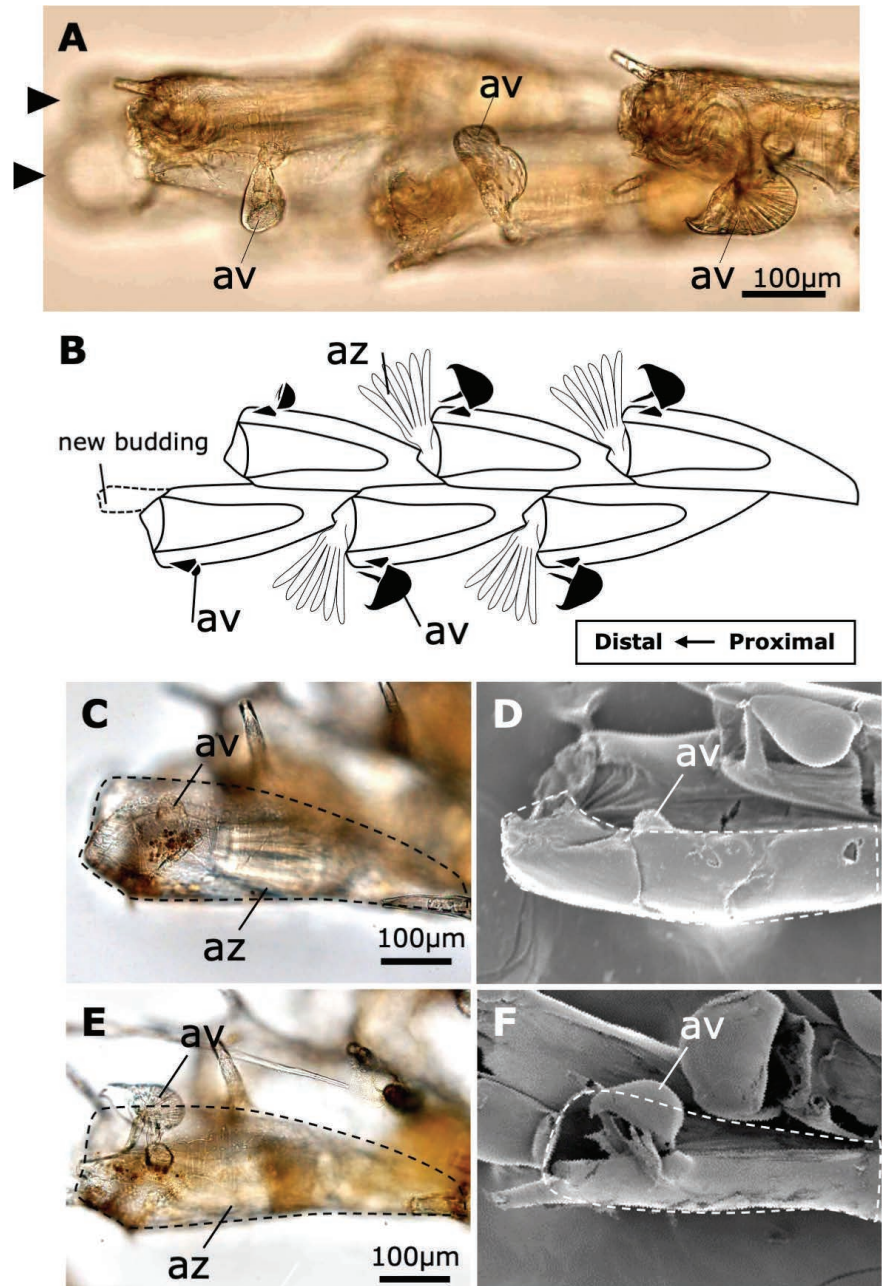 A
av
av
av
100μm
B
az
new budding
av
av
Distal ← Proximal
C
av
az
100μm
D
av
E
av
az
100μm
F
av